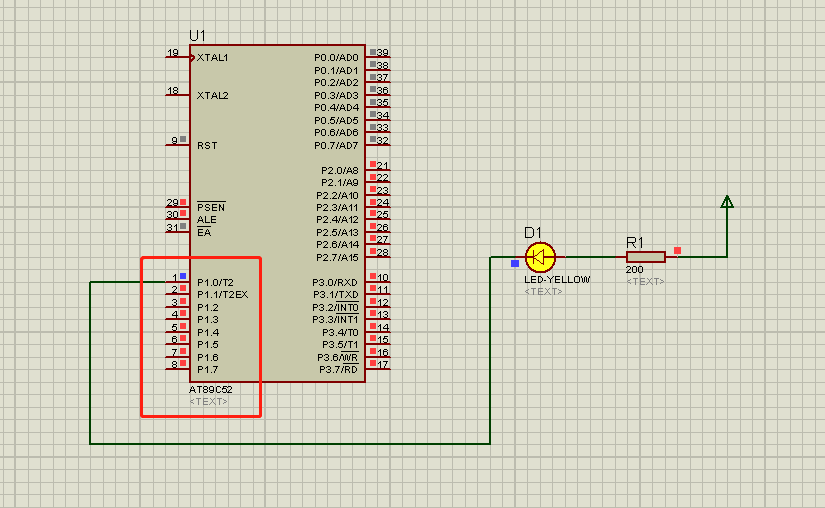 U1
19 XTAL1 P0.0/AD0 39
P0.1/AD1 38
P0.2/AD2 37
18 XTAL2 P0.3/AD3 36
P0.4/AD4 35
P0.5/AD5 34
P0.6/AD6 33
9 RST P0.7/AD7 32
P2.0/A8 21
P2.1/A9 22
P2.2/A10 23
29 PSEN P2.3/A11 24
30 ALE P2.4/A12 25
31 EA P2.5/A13 26
P2.6/A14 27
P2.7/A15 28
1 P1.0/T2 P3.0/RXD 10
2 P1.1/T2EX P3.1/TXD 11
3 P1.2 P3.2/INT0 12
4 P1.3 P3.3/INT1 13
5 P1.4 P3.4/T0 14
6 P1.5 P3.5/T1 15
7 P1.6 P3.6/WR 16
8 P1.7 P3.7/RD 17
AT89C52
<TEXT>
D1
LED-YELLOW
<TEXT>
R1
200
<TEXT>